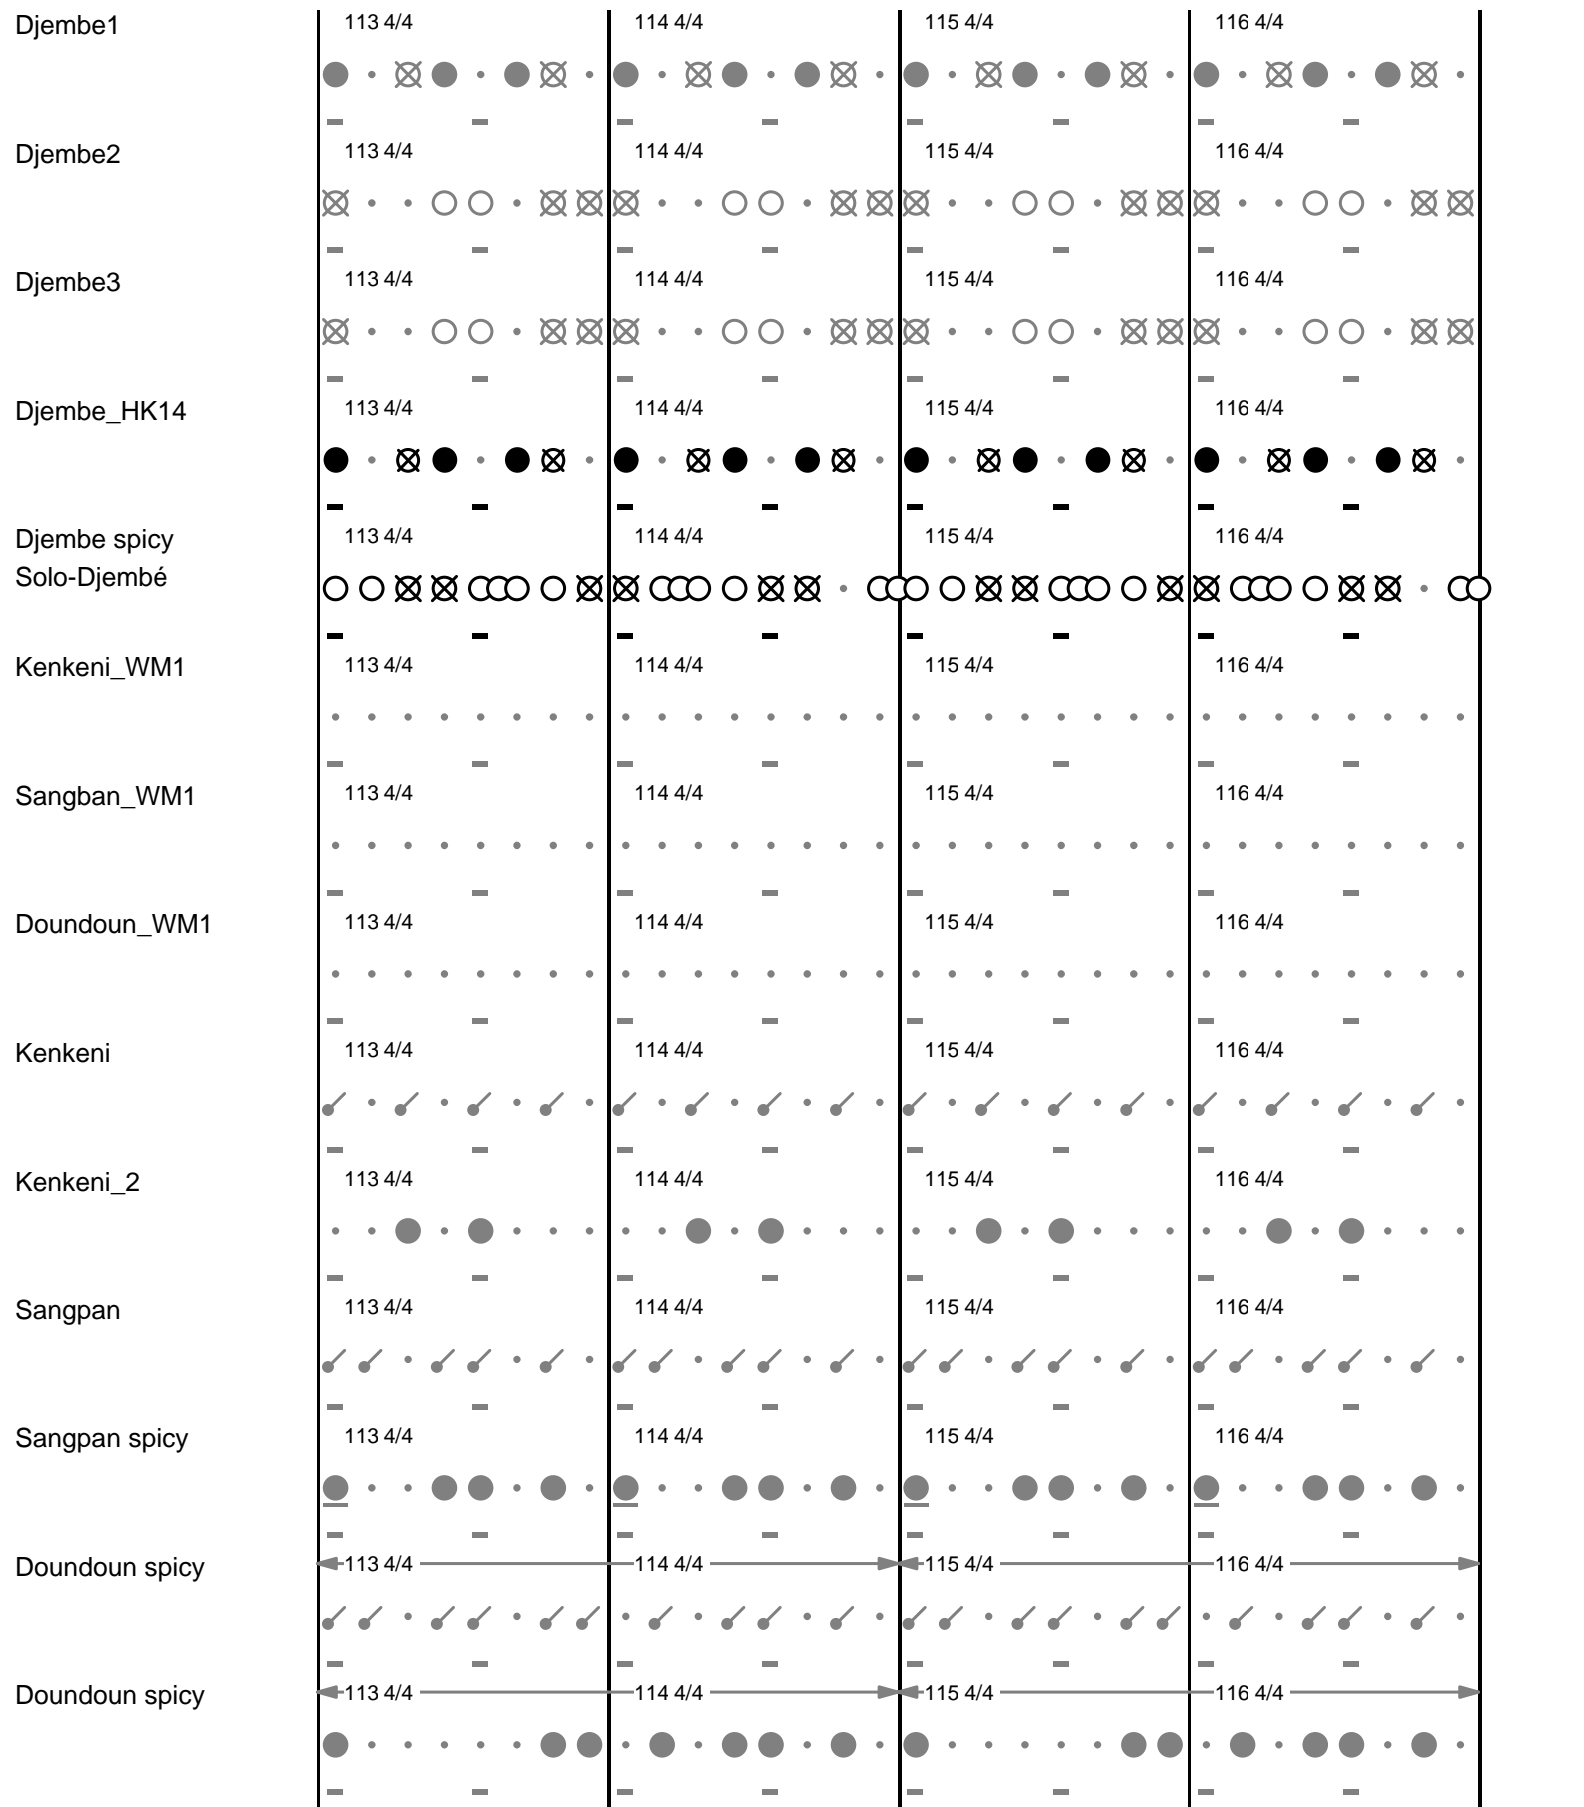 Djembe1 113 4/4 114 4/4 115 4/4 116 4/4
Djembe2 113 4/4 114 4/4 115 4/4 116 4/4
Djembe3 113 4/4 114 4/4 115 4/4 116 4/4
Djembe_HK14 113 4/4 114 4/4 115 4/4 116 4/4
Djembe spicy 113 4/4 114 4/4 115 4/4 116 4/4
Solo-Djembé
Kenkeni_WM1 113 4/4 114 4/4 115 4/4 116 4/4
Sangban_WM1 113 4/4 114 4/4 115 4/4 116 4/4
Doundoun_WM1 113 4/4 114 4/4 115 4/4 116 4/4
Kenkeni 113 4/4 114 4/4 115 4/4 116 4/4
Kenkeni_2 113 4/4 114 4/4 115 4/4 116 4/4
Sangpan 113 4/4 114 4/4 115 4/4 116 4/4
Sangpan spicy 113 4/4 114 4/4 115 4/4 116 4/4
Doundoun spicy 113 4/4 114 4/4 115 4/4 116 4/4
Doundoun spicy 113 4/4 114 4/4 115 4/4 116 4/4